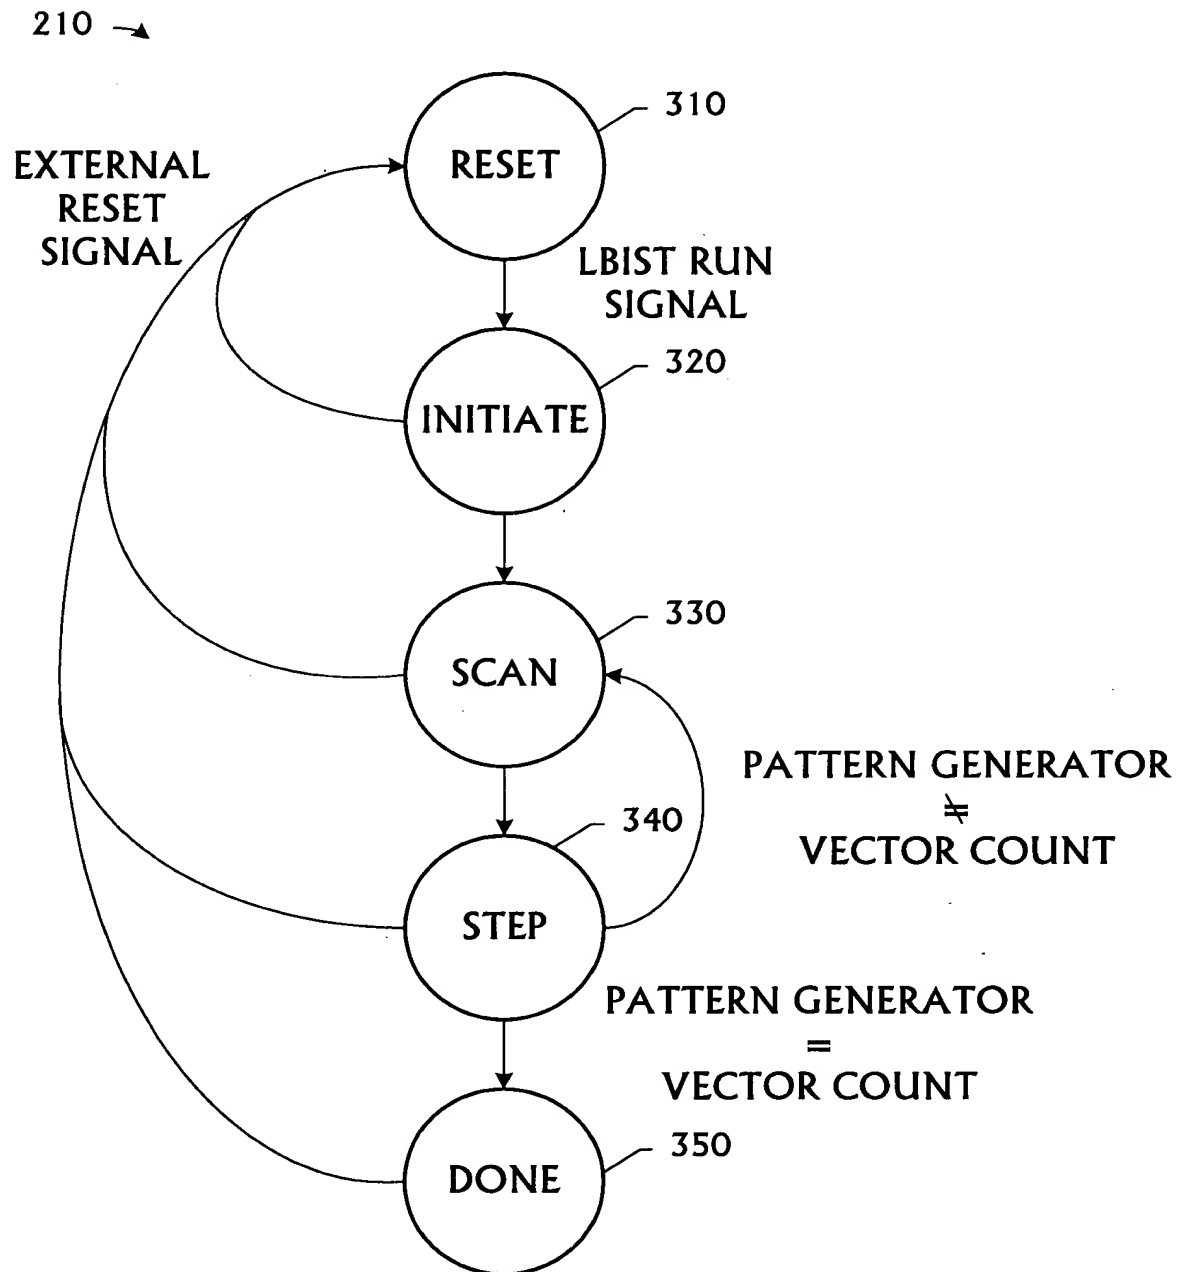 210
310
RESET
EXTERNAL
RESET
SIGNAL
LBIST RUN
SIGNAL
320
INITIATE
330
SCAN
PATTERN GENERATOR
≠
VECTOR COUNT
340
STEP
PATTERN GENERATOR
=
VECTOR COUNT
350
DONE